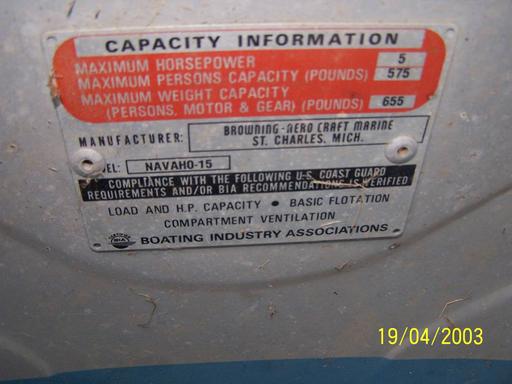 CAPACITY INFORMATION
MAXIMUM HORSEPOWER 5
MAXIMUM PERSONS CAPACITY (POUNDS) 575
MAXIMUM WEIGHT CAPACITY
(PERSONS, MOTOR & GEAR) (POUNDS) 655
MANUFACTURER: BROWNING-AERO CRAFT MARINE
ST. CHARLES, MICH.
EL: NAVAHO-15
COMPLIANCE WITH THE FOLLOWING U.S. COAST GUARD
REQUIREMENTS AND/OR BIA RECOMMENDATIONS IS VERIFIED
LOAD AND H.P. CAPACITY • BASIC FLOTATION
COMPARTMENT VENTILATION
BIA BOATING INDUSTRY ASSOCIATIONS
19/04/2003